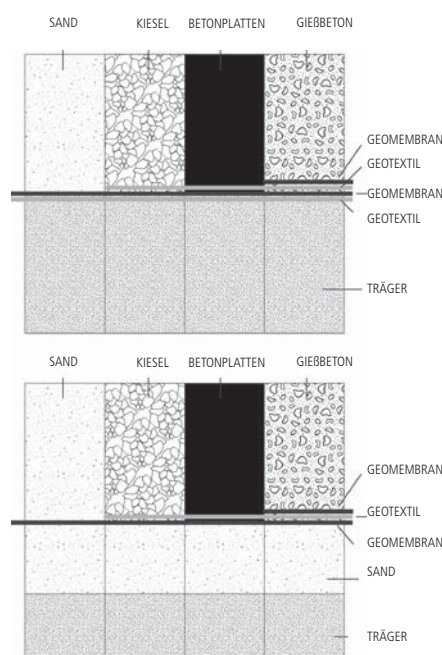 SAND KIESEL BETONPLATTEN GIEßBETON
GEOMEMBRAN
GEOTEXTIL
GEOMEMBRAN
GEOTEXTIL
TRÄGER
SAND KIESEL BETONPLATTEN GIEßBETON
GEOMEMBRAN
GEOTEXTIL
GEOMEMBRAN
SAND
TRÄGER